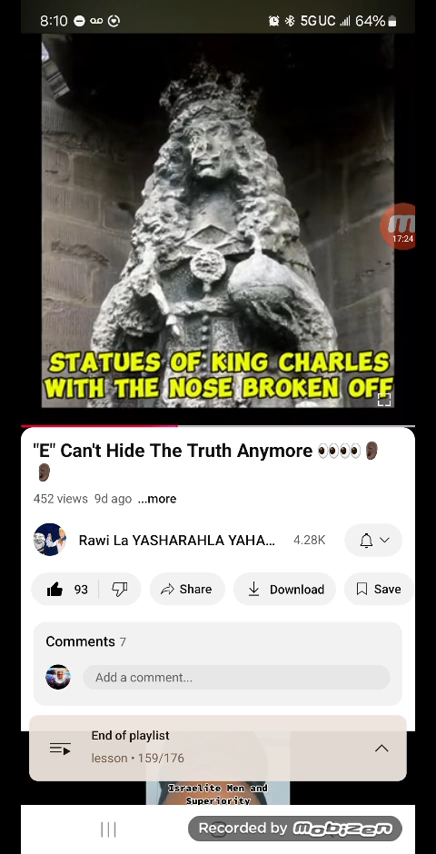 8:10
5GUC
64%
17:24
STATUES OF KING CHARLES
WITH THE NOSE BROKEN OFF
"E" Can't Hide The Truth Anymore
452 views 9d ago ...more
Rawi La YASHARAHLA YAHA... 4.28K
93 Share Download Save
Comments 7
Add a comment...
End of playlist
lesson • 159/176
Israelite Men and
Superiority
Recorded by mobizen